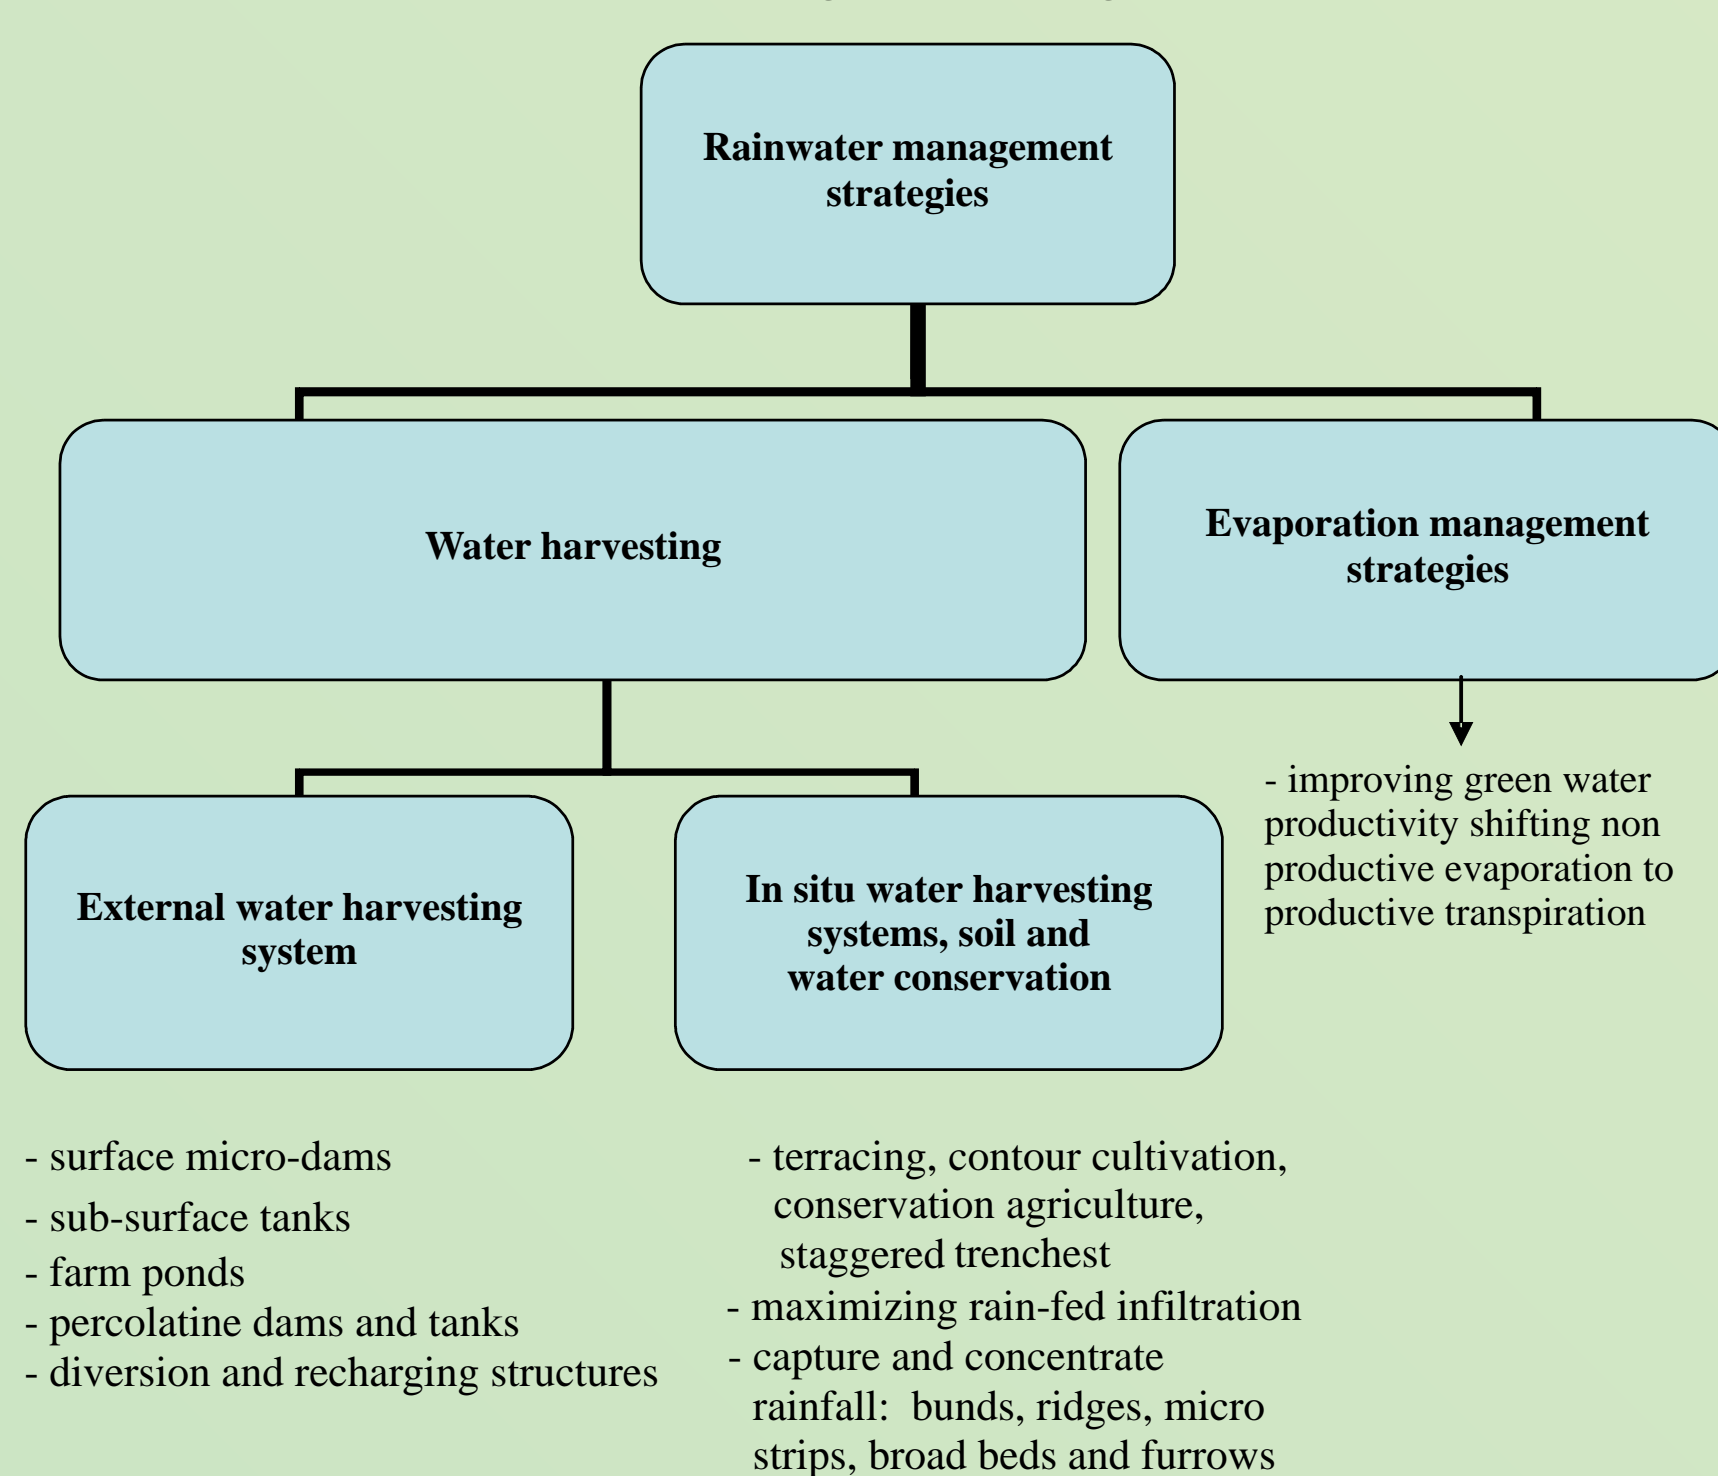 Rainwater management
strategies
Water harvesting
Evaporation management
strategies
- improving green water
productivity shifting non
productive evaporation to
productive transpiration
External water harvesting
system
In situ water harvesting
systems, soil and
water conservation
- surface micro-dams
- sub-surface tanks
- farm ponds
- percolatine dams and tanks
- diversion and recharging structures
- terracing, contour cultivation,
conservation agriculture,
staggered trenchest
- maximizing rain-fed infiltration
- capture and concentrate
rainfall: bunds, ridges, micro
strips, broad beds and furrows